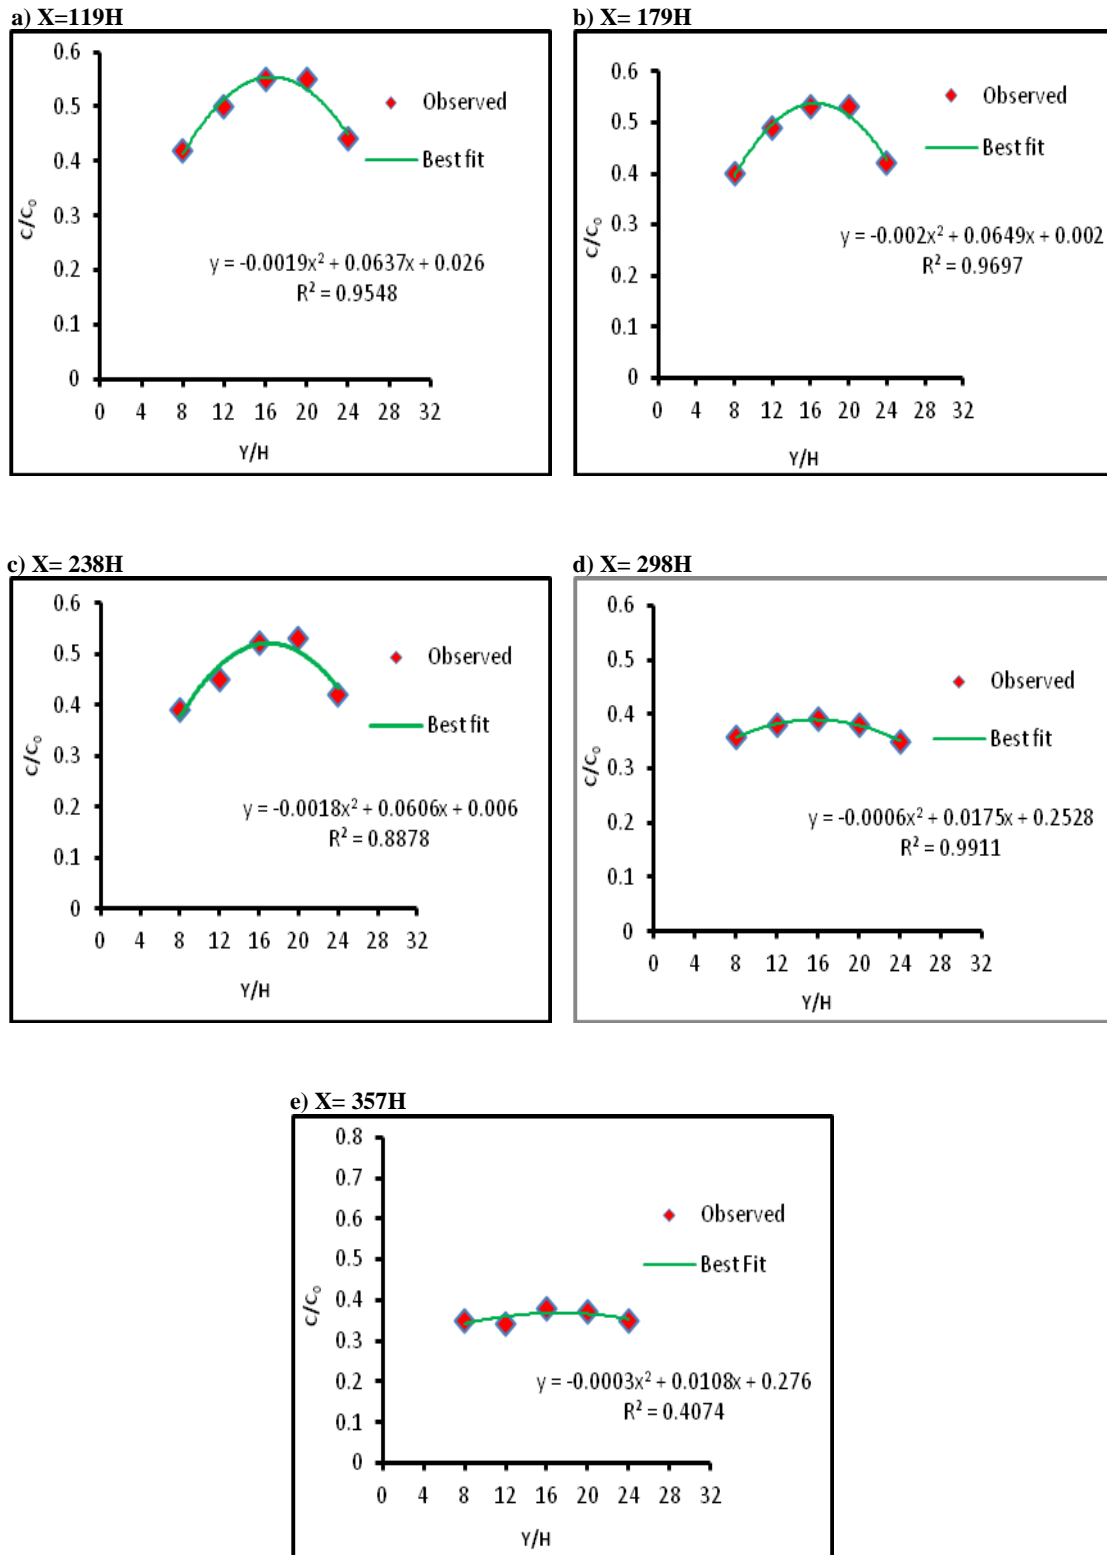 a) X=119H
0.6
0.5
0.4
0.3
0.2
0.1
0
C/C₀
Observed
Best fit
y = -0.0019x² + 0.0637x + 0.026
R² = 0.9548
0 4 8 12 16 20 24 28 32
Y/H
b) X= 179H
0.6
0.5
0.4
0.3
0.2
0.1
0
C/C₀
Observed
Best fit
y = -0.002x² + 0.0649x + 0.002
R² = 0.9697
0 4 8 12 16 20 24 28 32
Y/H
c) X= 238H
0.6
0.5
0.4
0.3
0.2
0.1
0
C/C₀
Observed
Best fit
y = -0.0018x² + 0.0606x + 0.006
R² = 0.8878
0 4 8 12 16 20 24 28 32
Y/H
d) X= 298H
0.6
0.5
0.4
0.3
0.2
0.1
0
C/C₀
Observed
Best fit
y = -0.0006x² + 0.0175x + 0.2528
R² = 0.9911
0 4 8 12 16 20 24 28 32
Y/H
e) X= 357H
0.8
0.7
0.6
0.5
0.4
0.3
0.2
0.1
0
C/C₀
Observed
Best Fit
y = -0.0003x² + 0.0108x + 0.276
R² = 0.4074
0 4 8 12 16 20 24 28 32
Y/H